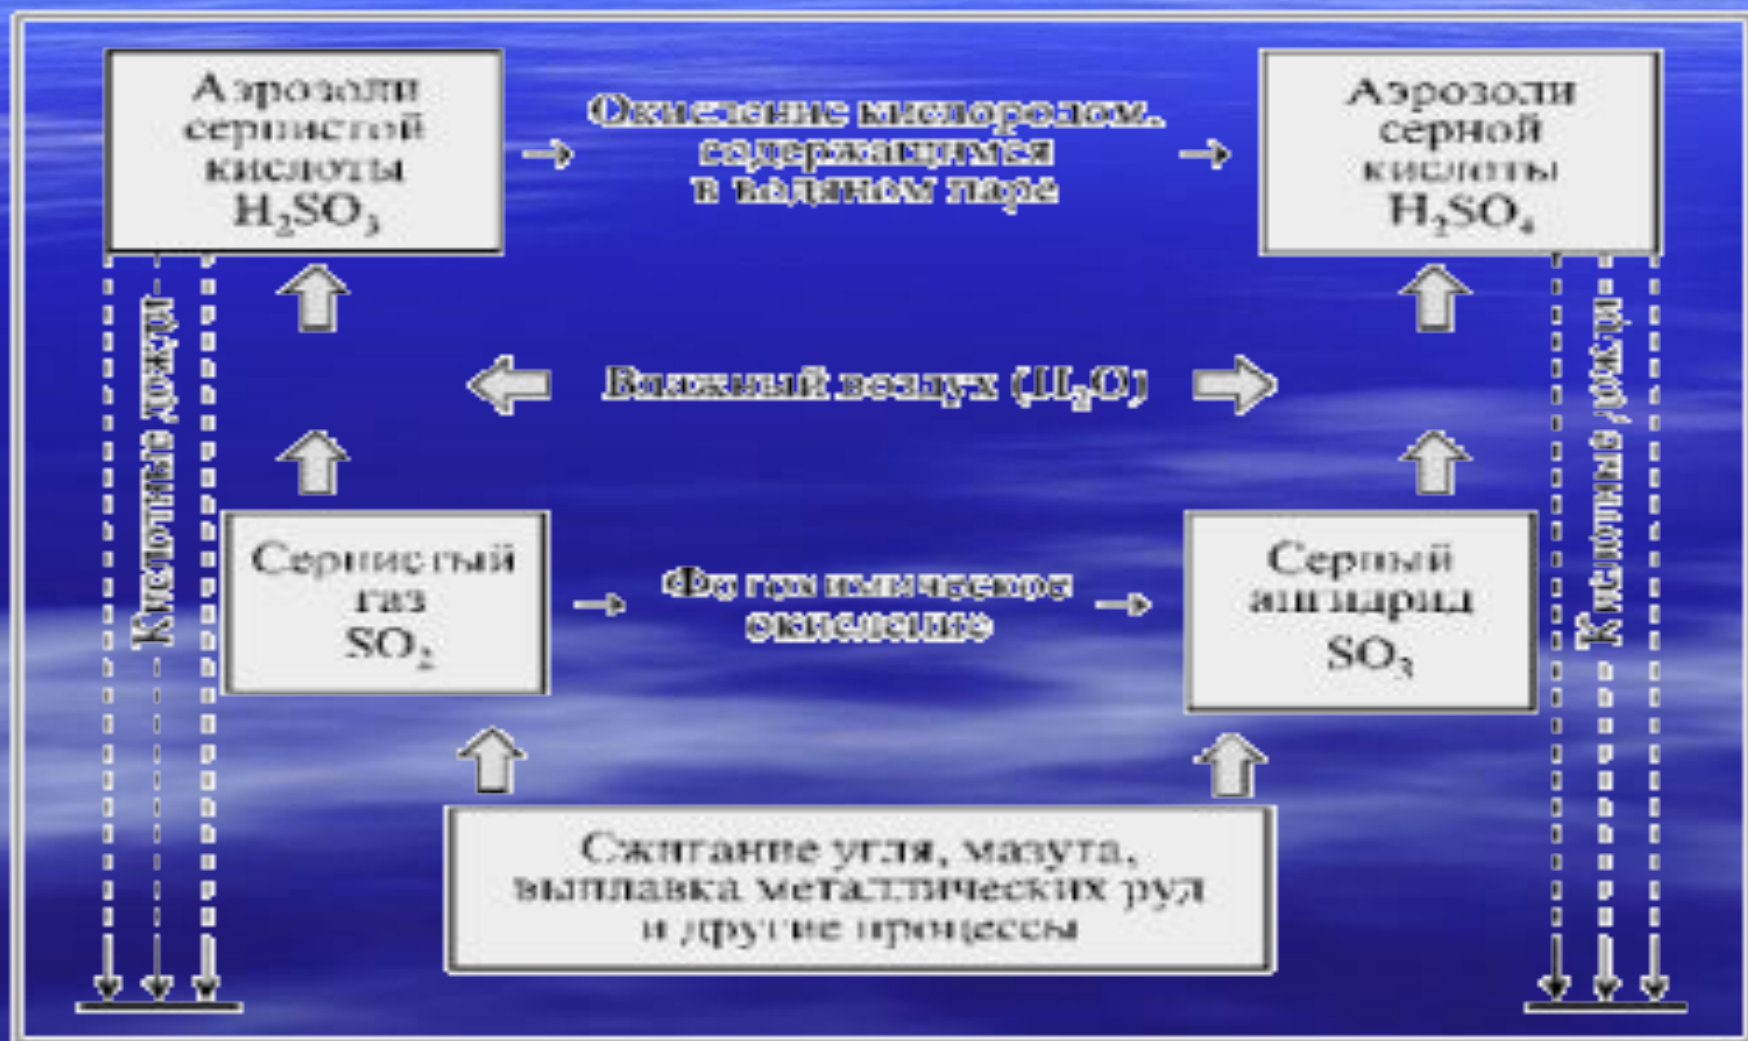 Аэрозоли
сернистой
кислоты
H₂SO₃
Окисление кислородом,
содержащимся
в водяном паре
Аэрозоли
серной
кислоты
H₂SO₄
Кислотные дожди
Влажный воздух (H₂O)
Кислотные дожди
Сернистый
газ
SO₂
Фотохимическое
окисление
Серный
ангидрид
SO₃
Сжигание угля, мазута,
выплавка металлических руд
и другие процессы